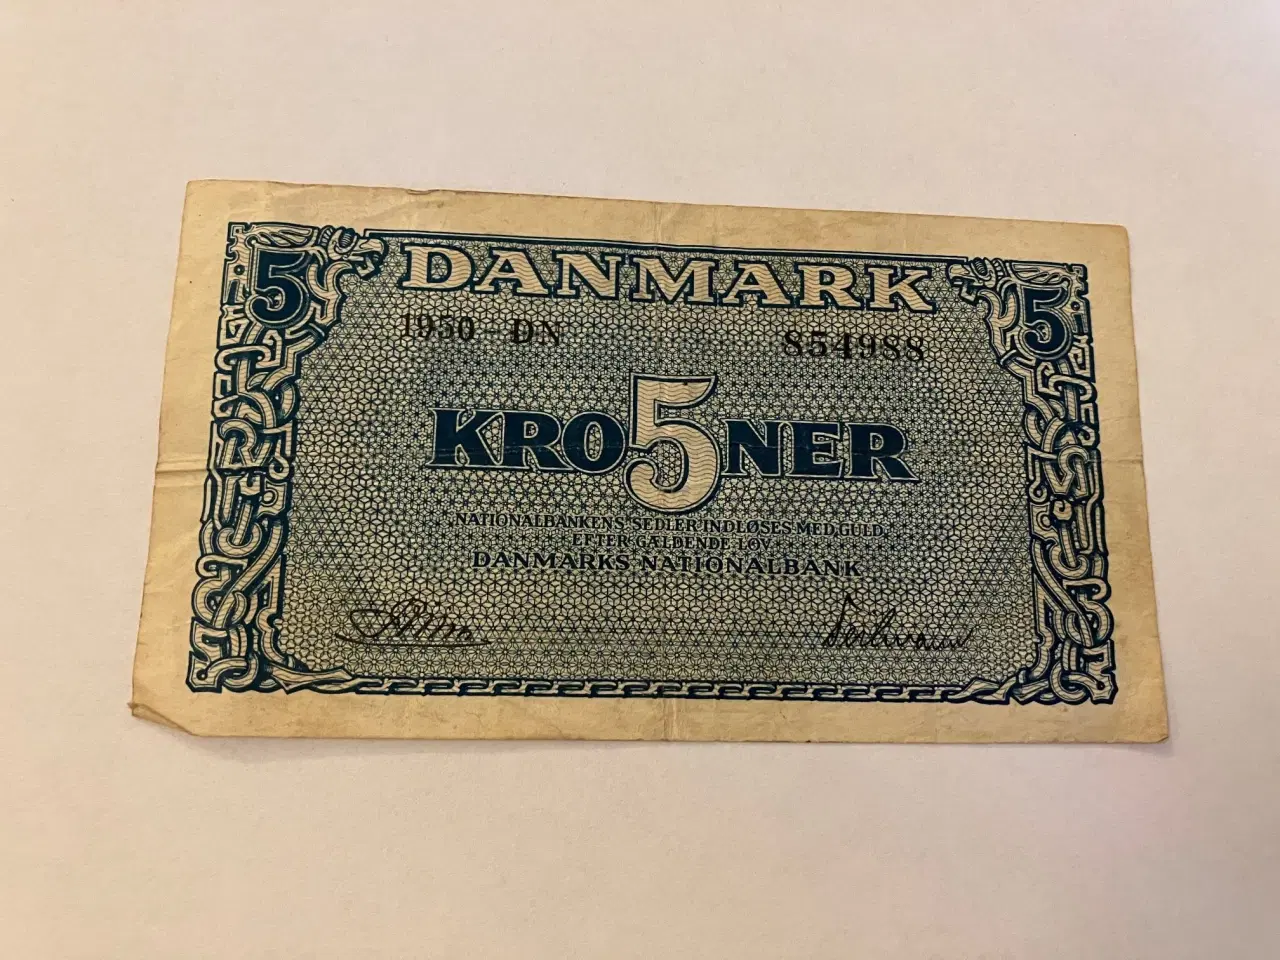 5 DANMARK 5
1950 - DN 854988
KRO5NER
NATIONALBANKENS SEDLER INDLØSES MED GULD
EFTER GÆLDENDE LOV
DANMARKS NATIONALBANK